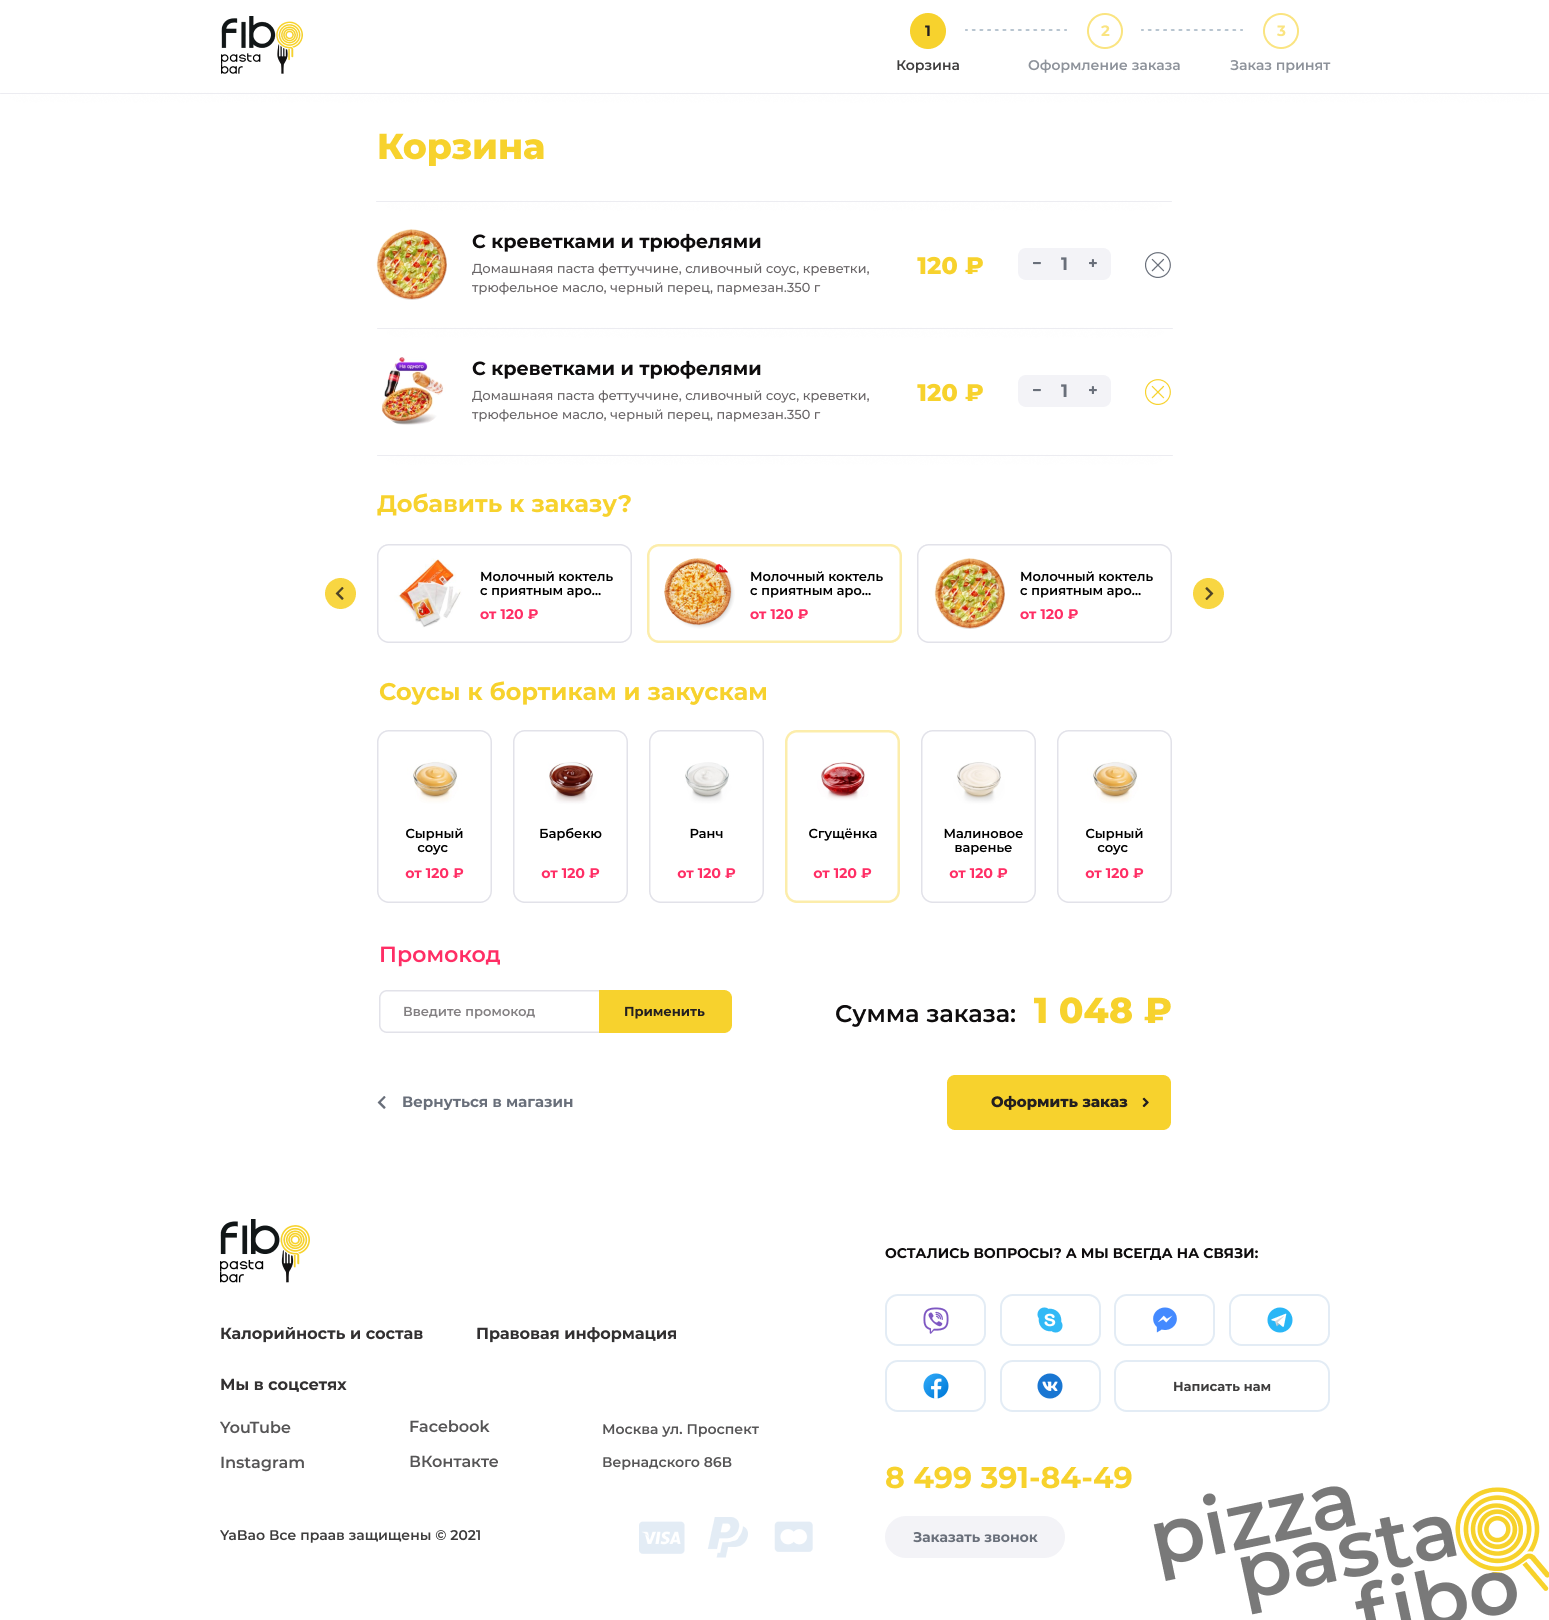 fibo
pasta
bar
1
2
3
Корзина
Оформление заказа
Заказ принят
Корзина
С креветками и трюфелями
Домашнаяя паста феттуччине, сливочный соус, креветки,
трюфельное масло, черный перец, пармезан.350 г
120 ₽
− 1 +
На одного
С креветками и трюфелями
Домашнаяя паста феттуччине, сливочный соус, креветки,
трюфельное масло, черный перец, пармезан.350 г
120 ₽
− 1 +
Добавить к заказу?
Молочный коктель
с приятным аро...
от 120 ₽
Молочный коктель
с приятным аро...
от 120 ₽
Молочный коктель
с приятным аро...
от 120 ₽
Соусы к бортикам и закускам
Сырный
соус
от 120 ₽
Барбекю
от 120 ₽
Ранч
от 120 ₽
Сгущёнка
от 120 ₽
Малиновое
варенье
от 120 ₽
Сырный
соус
от 120 ₽
Промокод
Введите промокод
Применить
Сумма заказа: 1 048 ₽
Вернуться в магазин
Оформить заказ
fibo
pasta
bar
Калорийность и состав
Правовая информация
Мы в соцсетях
YouTube
Facebook
Москва ул. Проспект
Instagram
ВКонтакте
Вернадского 86В
YaBao Все праав защищены © 2021
VISA
ОСТАЛИСЬ ВОПРОСЫ? А МЫ ВСЕГДА НА СВЯЗИ:
Написать нам
8 499 391-84-49
Заказать звонок
pizza
pasta
fibo